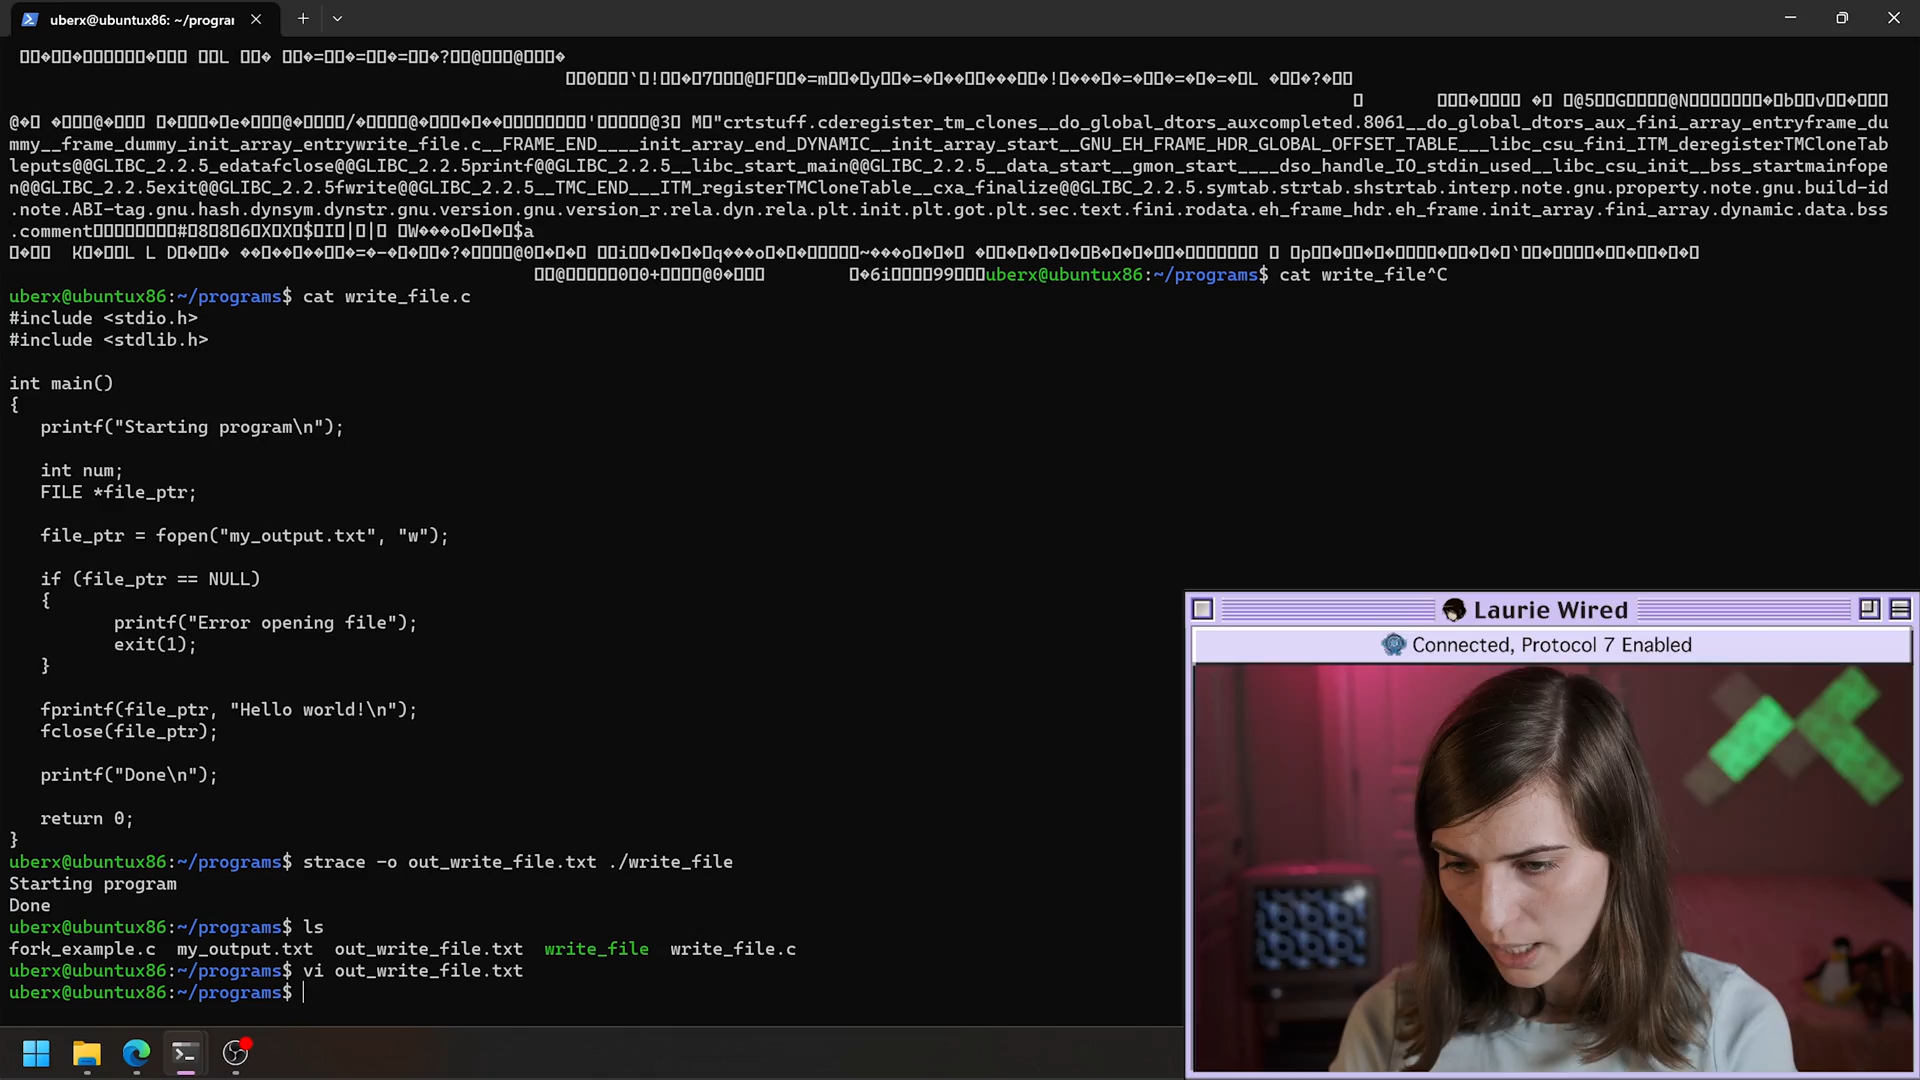 uberx@ubuntux86: ~/prograr
crtstuff.cderegister_tm_clones__do_global_dtors_auxcompleted.8061__do_global_dtors_aux_fini_array_entryframe_du
mmy__frame_dummy_init_array_entrywrite_file.c__FRAME_END____init_array_end_DYNAMIC__init_array_start__GNU_EH_FRAME_HDR_GLOBAL_OFFSET_TABLE___libc_csu_fini_ITM_deregisterTMCloneTab
leputs@@GLIBC_2.2.5_edatafclose@@GLIBC_2.2.5printf@@GLIBC_2.2.5__libc_start_main@@GLIBC_2.2.5__data_start__gmon_start____dso_handle_IO_stdin_used__libc_csu_init__bss_startmainfope
n@@GLIBC_2.2.5exit@@GLIBC_2.2.5fwrite@@GLIBC_2.2.5__TMC_END___ITM_registerTMCloneTable__cxa_finalize@@GLIBC_2.2.5.symtab.strtab.shstrtab.interp.note.gnu.property.note.gnu.build-id
.note.ABI-tag.gnu.hash.dynsym.dynstr.gnu.version.gnu.version_r.rela.dyn.rela.plt.init.plt.got.plt.sec.text.fini.rodata.eh_frame_hdr.eh_frame.init_array.fini_array.dynamic.data.bss
.comment
uberx@ubuntux86:~/programs$ cat write_file^C
uberx@ubuntux86:~/programs$ cat write_file.c
#include <stdio.h>
#include <stdlib.h>
int main()
{
printf("Starting program\n");
int num;
FILE *file_ptr;
file_ptr = fopen("my_output.txt", "w");
if (file_ptr == NULL)
{
printf("Error opening file");
exit(1);
}
fprintf(file_ptr, "Hello world!\n");
fclose(file_ptr);
printf("Done\n");
return 0;
}
uberx@ubuntux86:~/programs$ strace -o out_write_file.txt ./write_file
Starting program
Done
uberx@ubuntux86:~/programs$ ls
fork_example.c my_output.txt out_write_file.txt write_file write_file.c
uberx@ubuntux86:~/programs$ vi out_write_file.txt
uberx@ubuntux86:~/programs$
Laurie Wired
Connected, Protocol 7 Enabled